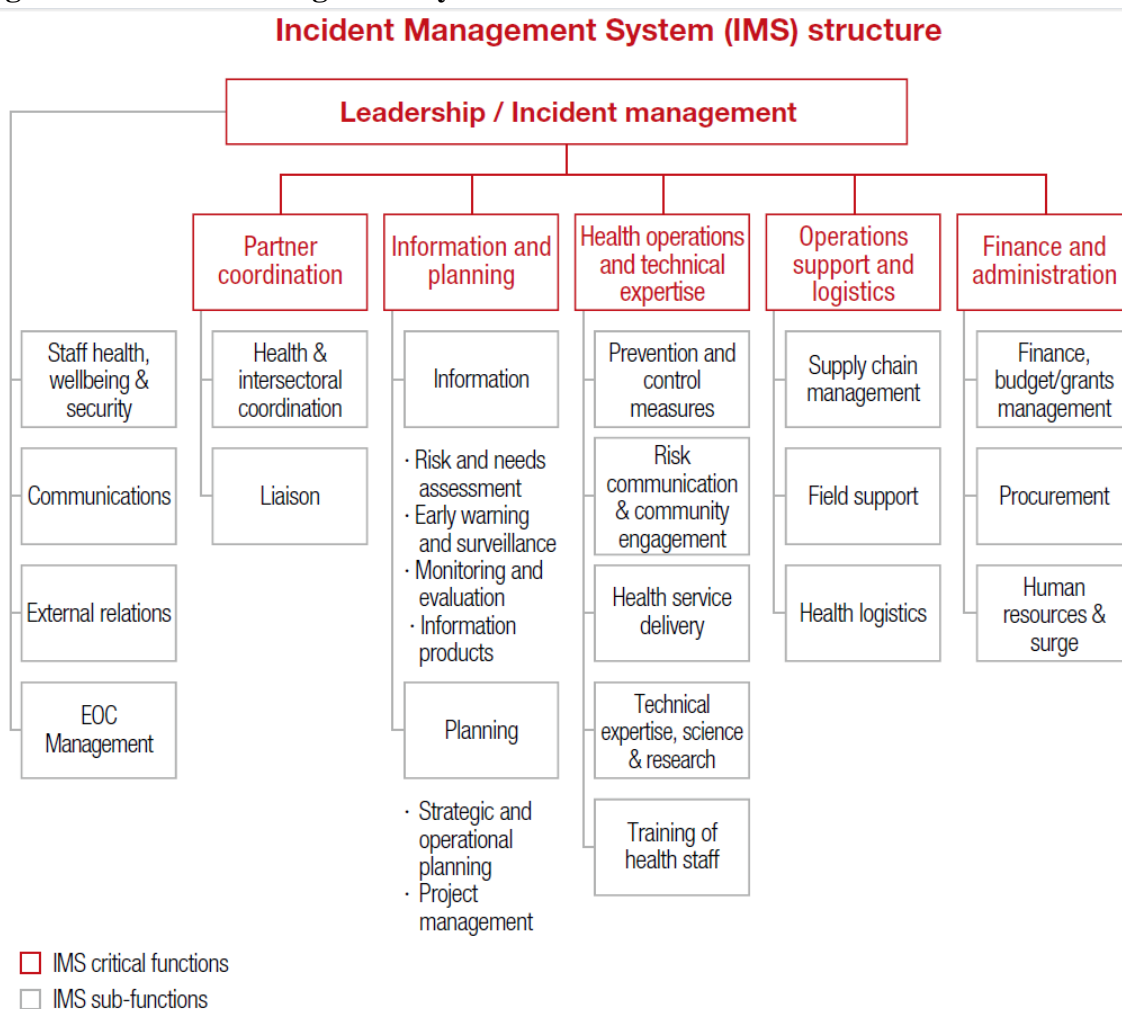 Incident Management System (IMS) structure
Leadership / Incident management
Partner
coordination
Information and
planning
Health operations
and technical
expertise
Operations
support and
logistics
Finance and
administration
Staff health,
wellbeing &
security
Communications
External relations
EOC
Management
Health &
intersectoral
coordination
Liaison
Information
· Risk and needs
assessment
· Early warning
and surveillance
· Monitoring and
evaluation
· Information
products
Planning
· Strategic and
operational
planning
· Project
management
Prevention and
control
measures
Risk
communication
& community
engagement
Health service
delivery
Technical
expertise, science
& research
Training of
health staff
Supply chain
management
Field support
Health logistics
Finance,
budget/grants
management
Procurement
Human
resources &
surge
IMS critical functions
IMS sub-functions